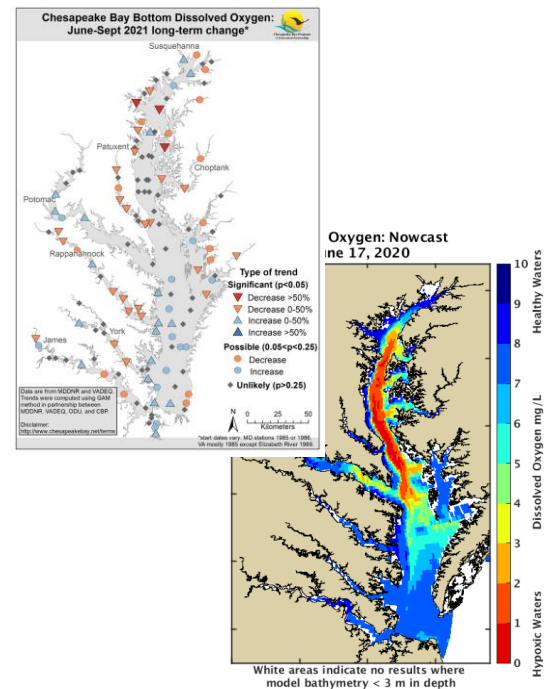 Chesapeake Bay Bottom Dissolved Oxygen:
June-Sept 2021 long-term change*
Chesapeake Bay Program
Susquehanna
Patuxent
Choptank
Potomac
Rappahannock
York
James
Type of trend
Significant (p<0.05)
Decrease >50%
Decrease 0-50%
Increase 0-50%
Increase >50%
Possible (0.05<p<0.25)
Decrease
Increase
Unlikely (p>0.25)
N
0 25 50
Kilometers
Data are from MDDNR and VADEQ.
Trends were computed using GAM
method in partnership between
MDDNR, VADEQ, ODU, and CBP.
Disclaimer:
http://www.chesapeakebay.net/terms
*start dates vary: MD stations 1985 or 1986,
VA mostly 1985 except Elizabeth River 1989.
Oxygen: Nowcast
ne 17, 2020
10
9
8
7
6
5
4
3
2
1
0
Healthy Waters
Dissolved Oxygen mg/L
Hypoxic Waters
White areas indicate no results where
model bathymetry < 3 m in depth